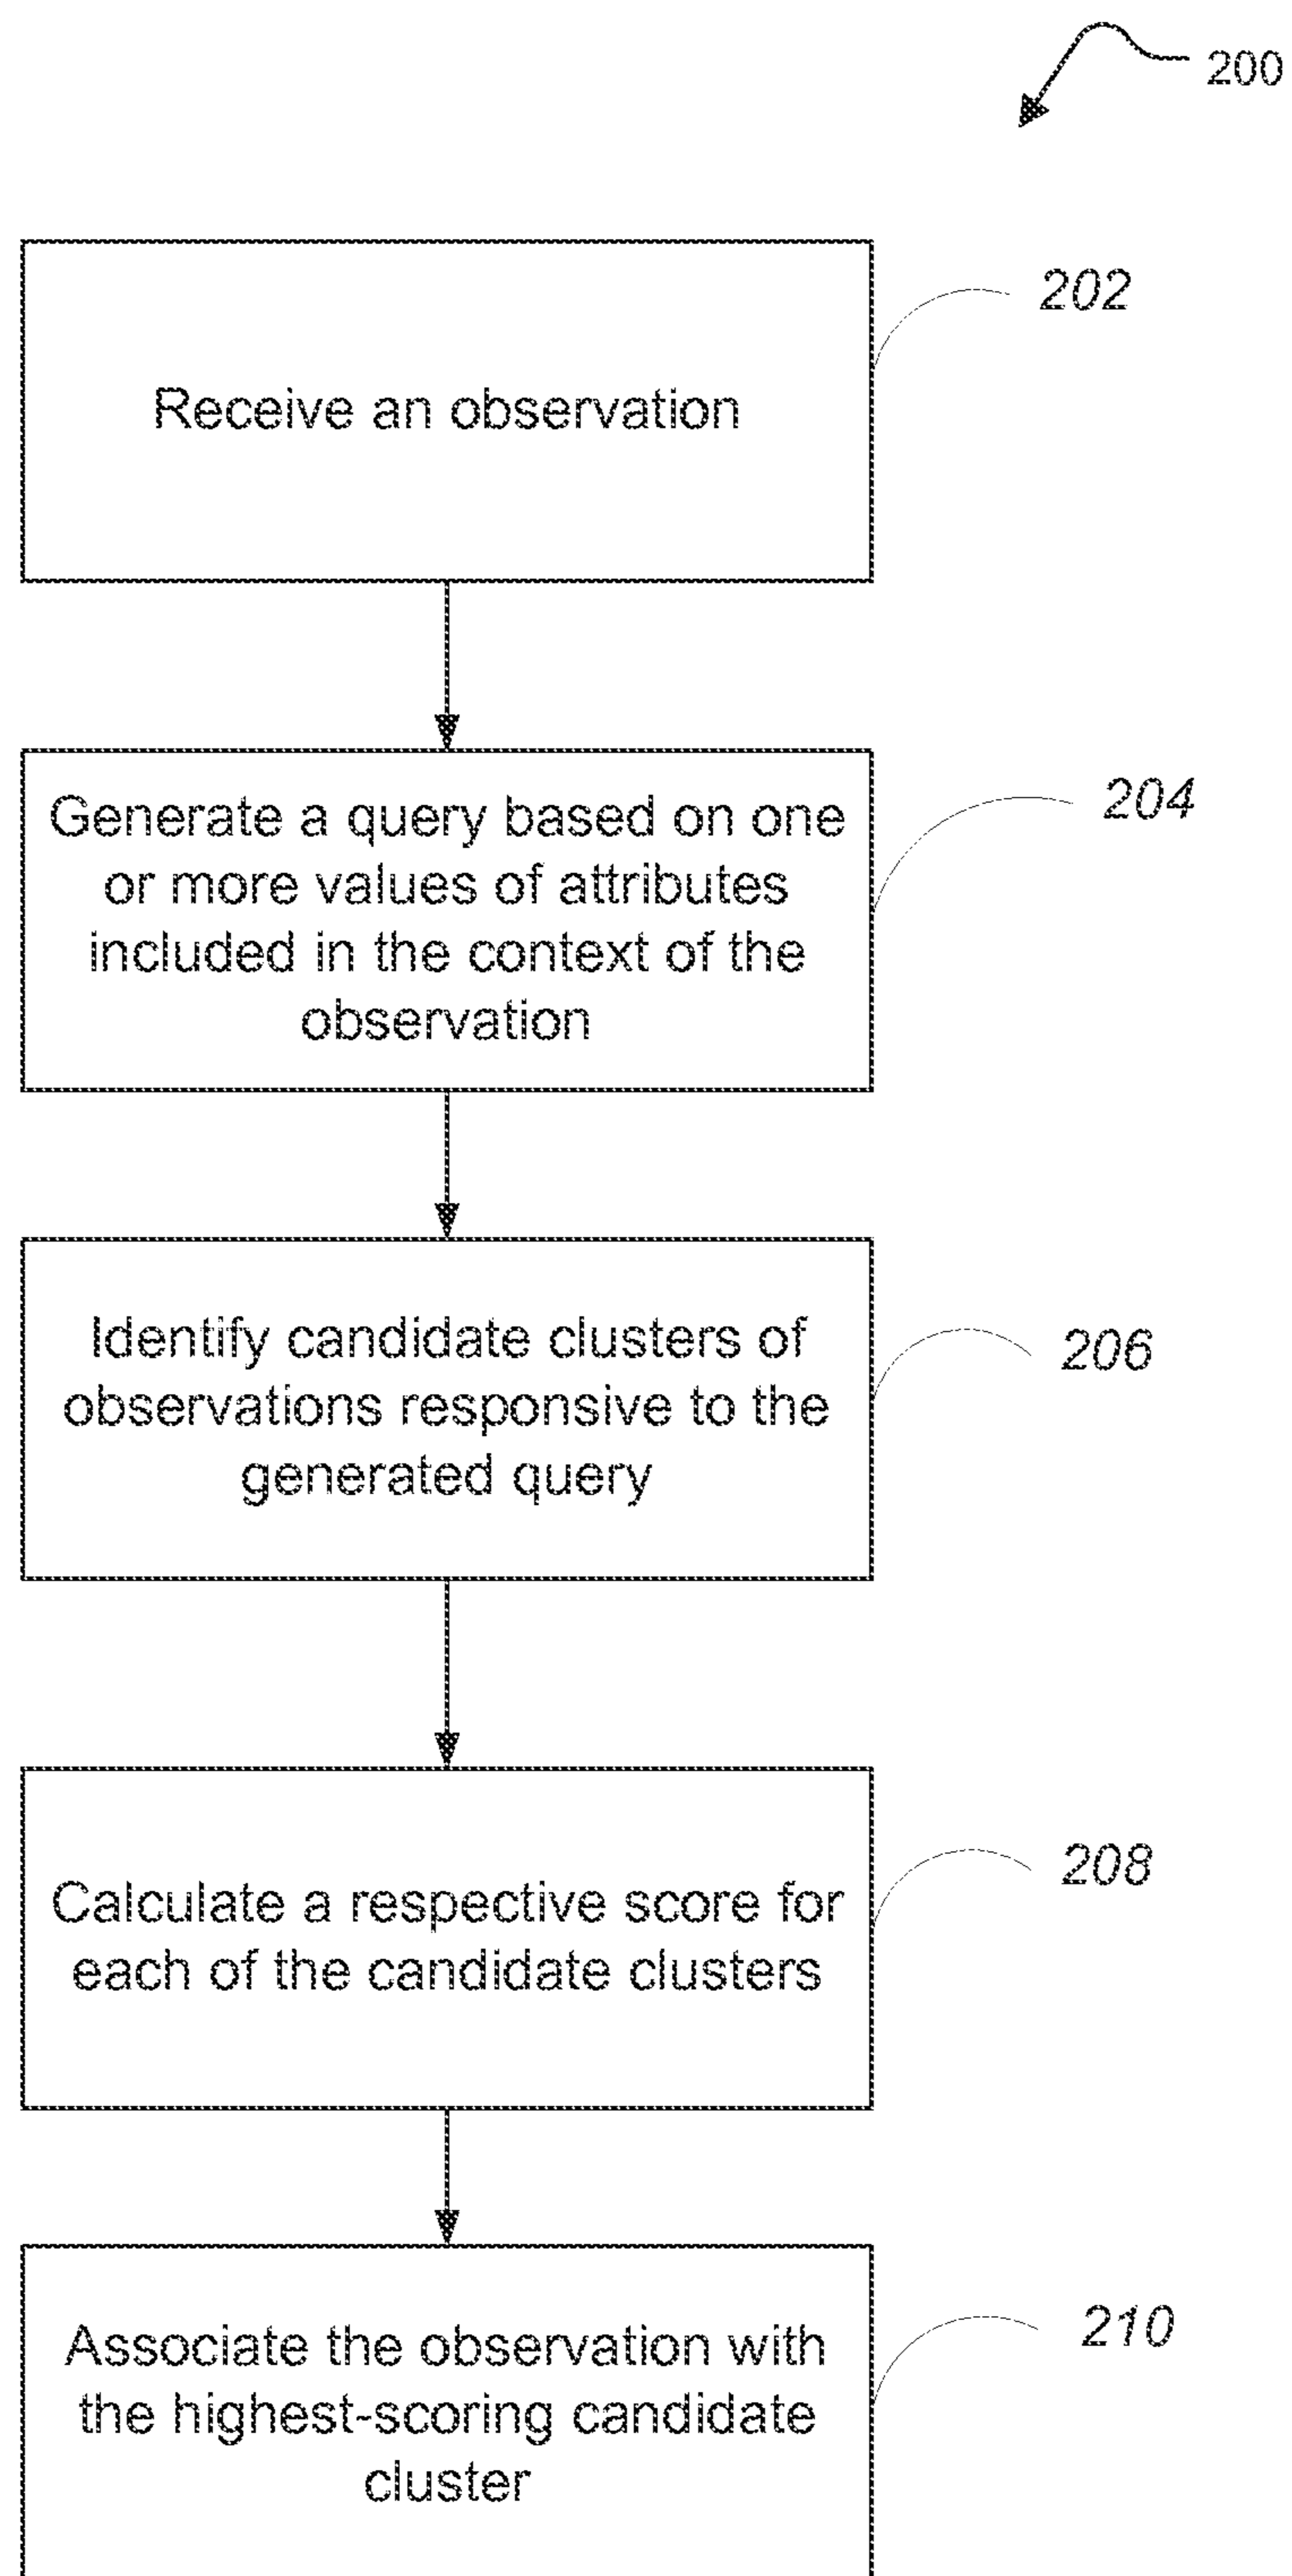 200
202
Receive an observation
204
Generate a query based on one
or more values of attributes
included in the context of the
observation
206
Identify candidate clusters of
observations responsive to the
generated query
208
Calculate a respective score for
each of the candidate clusters
210
Associate the observation with
the highest-scoring candidate
cluster